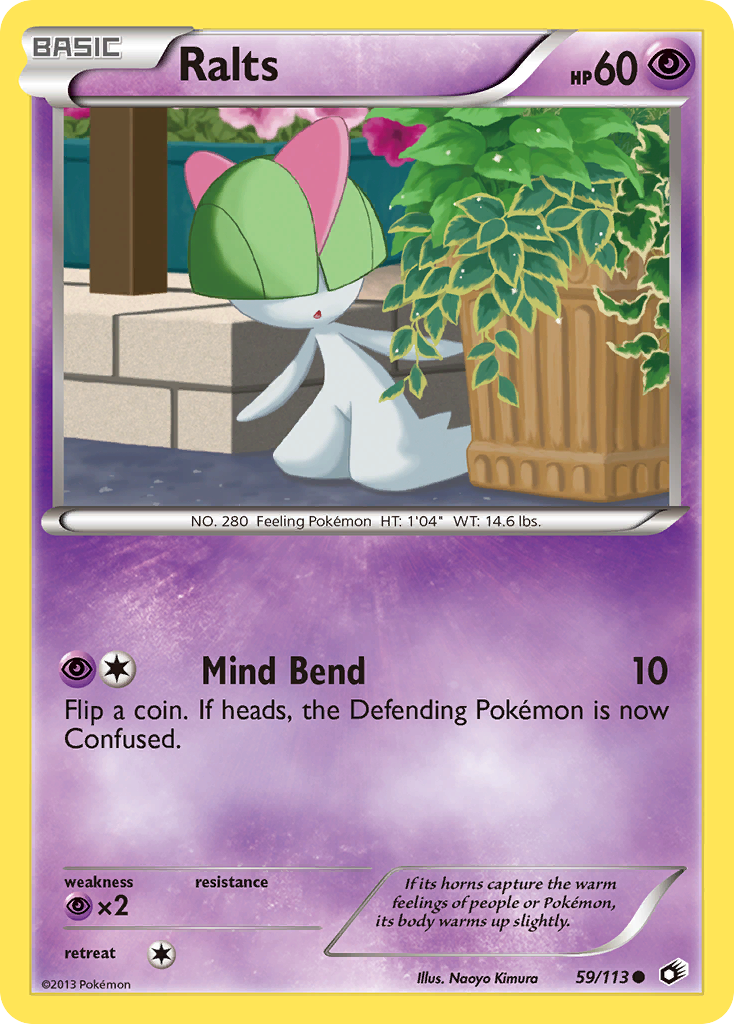 BASIC Ralts HP60
NO. 280 Feeling Pokémon HT: 1'04" WT: 14.6 lbs.
Mind Bend 10
Flip a coin. If heads, the Defending Pokémon is now
Confused.
weakness resistance
×2
retreat
If its horns capture the warm
feelings of people or Pokémon,
its body warms up slightly.
Illus. Naoyo Kimura 59/113
©2013 Pokémon